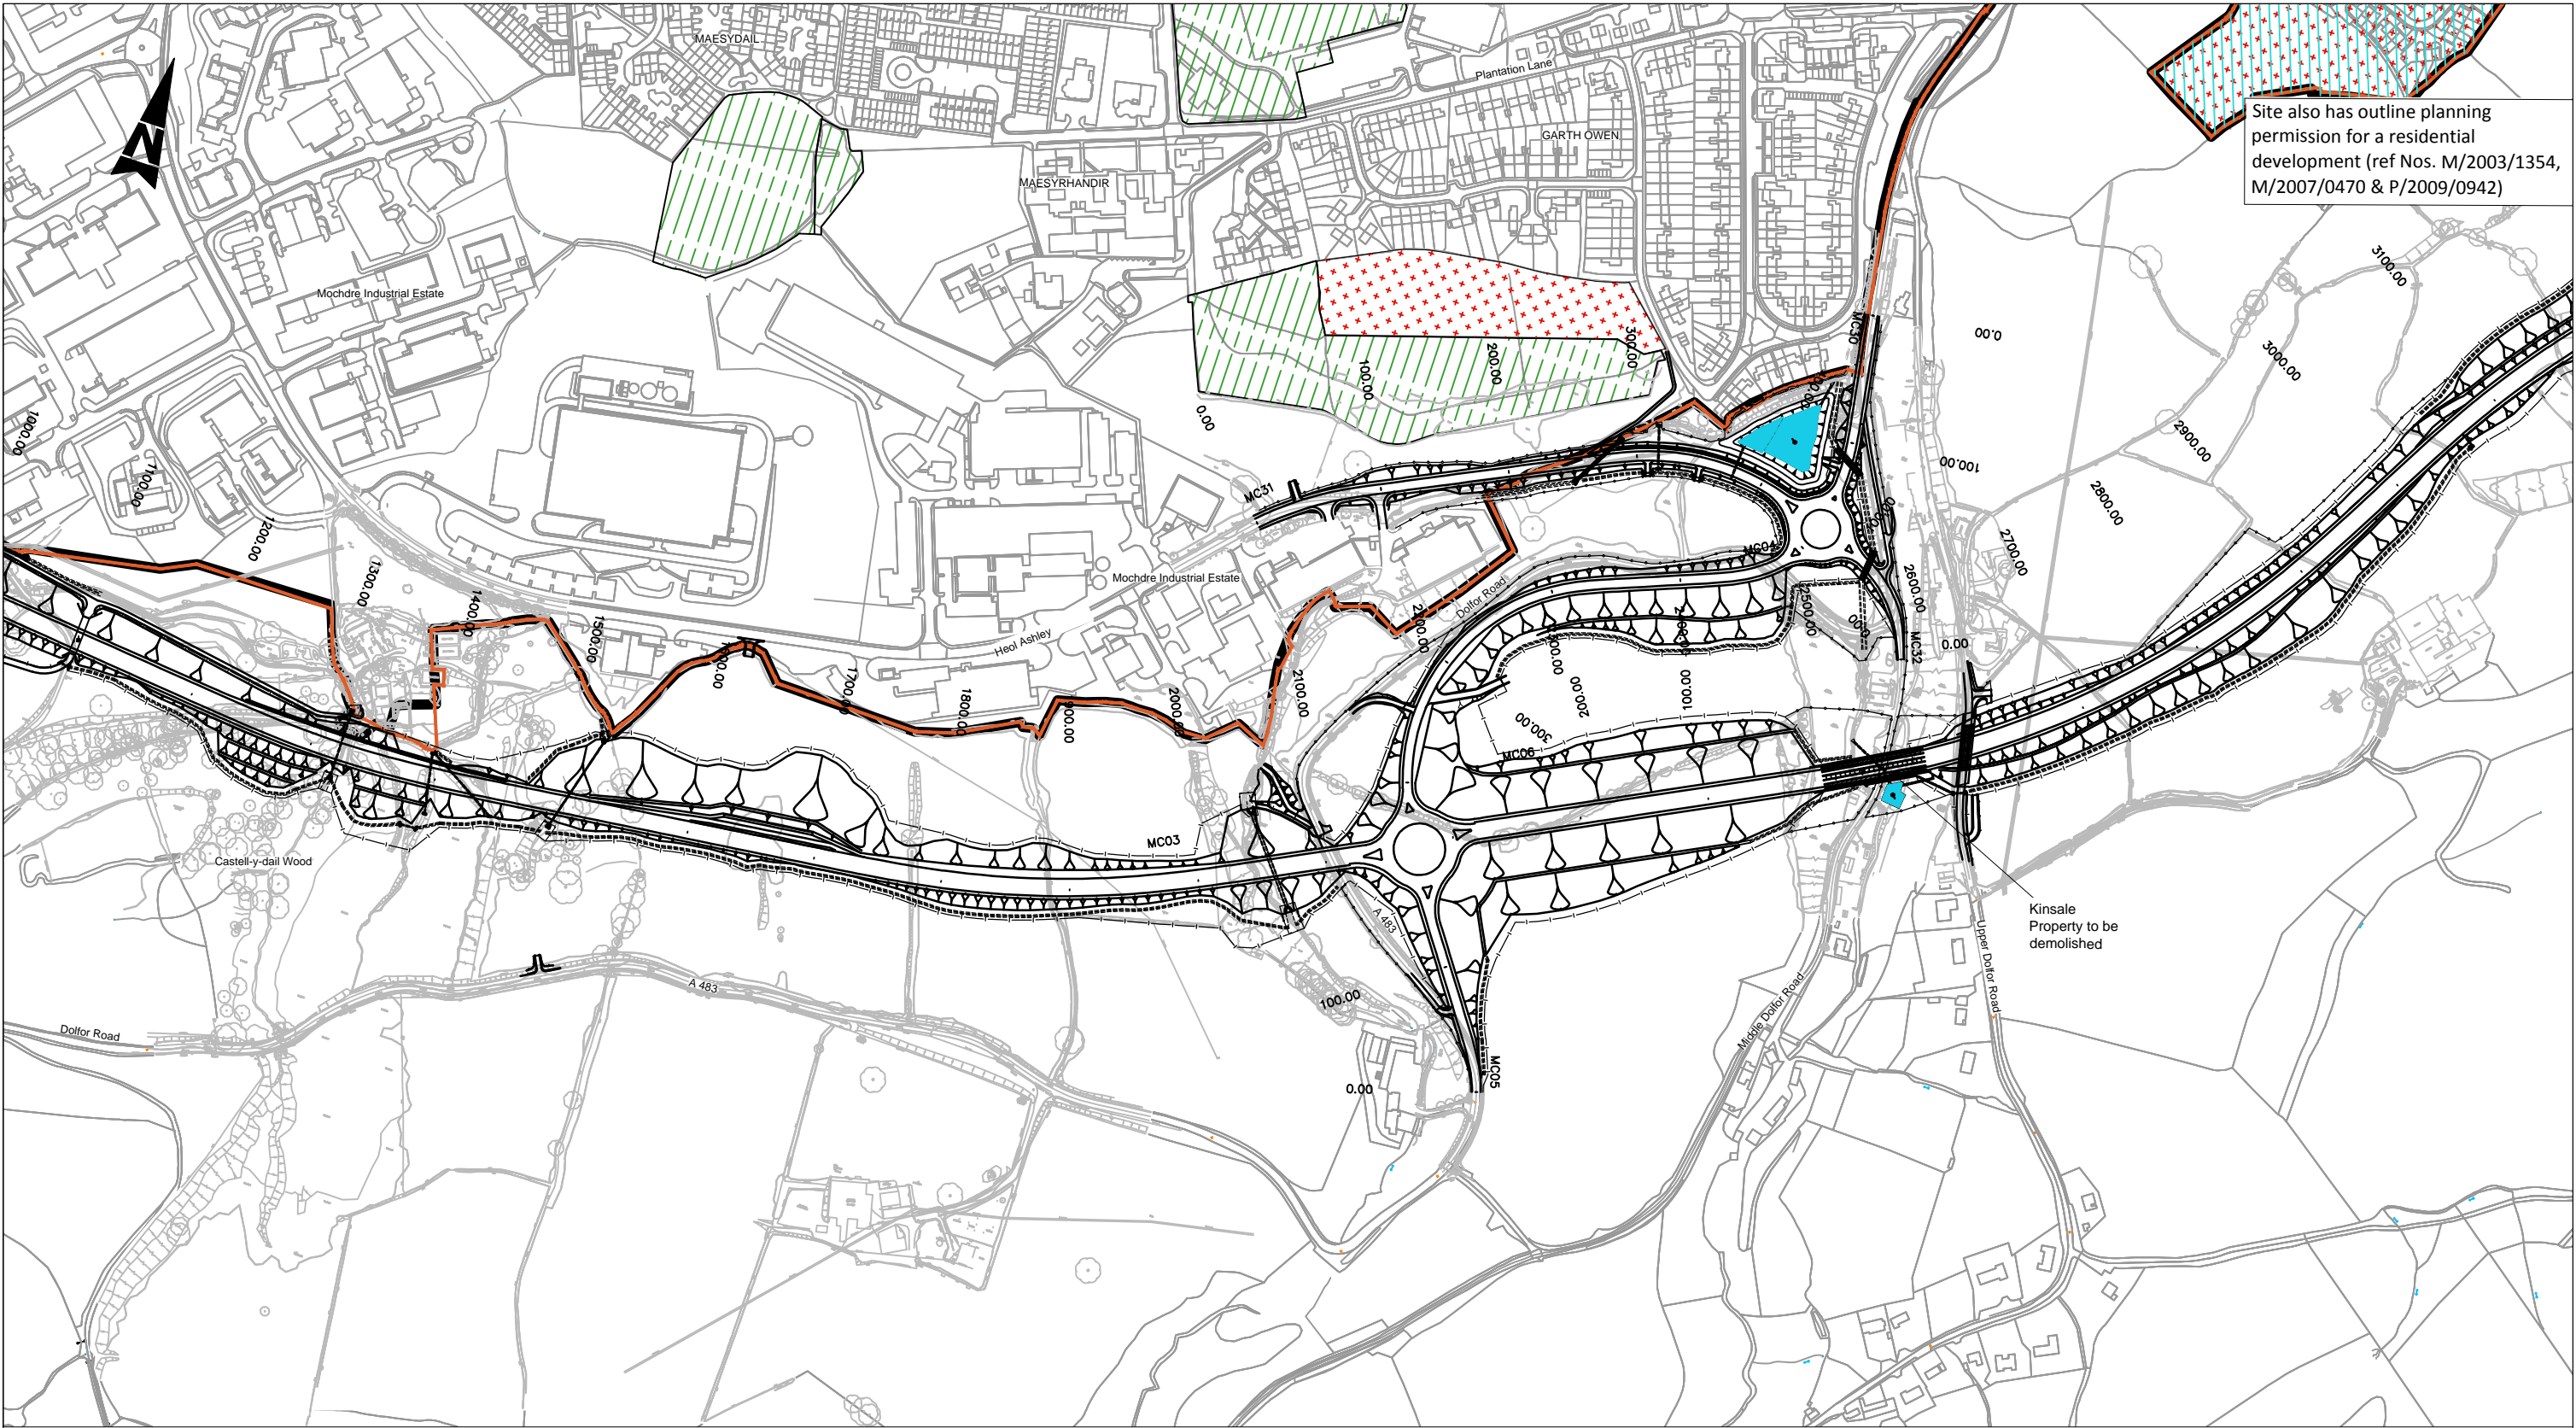 MAESYDAIL
Plantation Lane
GARTH OWEN
MAESYRHANDIR
Site also has outline planning
permission for a residential
development (ref Nos. M/2003/1354,
M/2007/0470 & P/2009/0942)
N
Mochdre Industrial Estate
3100.00
3000.00
2900.00
2800.00
2700.00
2600.00
2500.00
0.00
100.00
MC30
300.00
200.00
100.00
0.00
MC31
1000.00
1100.00
1200.00
1300.00
1400.00
1500.00
1700.00
1800.00
2000.00
2100.00
Mochdre Industrial Estate
Heol Ashley
Dolfor Road
MC04
MC32
0.00
200.00
100.00
300.00
MC06
MC03
Castell-y-dail Wood
A 483
A 483
Dolfor Road
100.00
0.00
MC05
Middle Dolfor Road
Upper Dolfor Road
Kinsale
Property to be
demolished